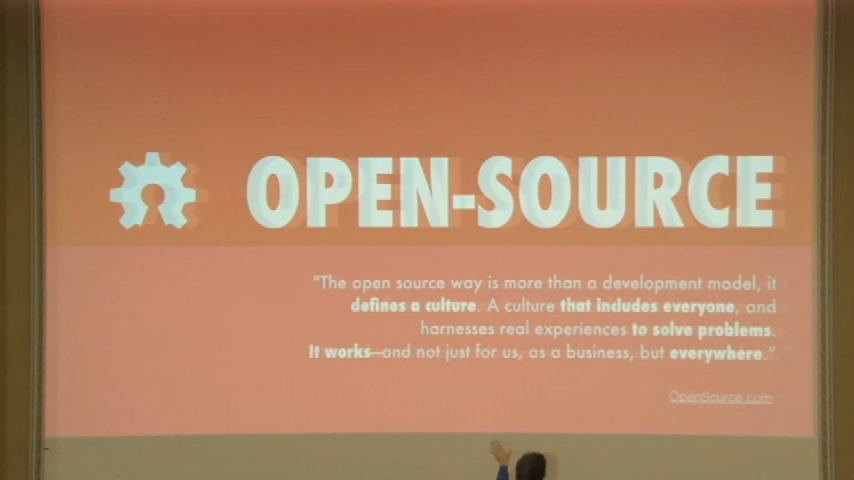 OPEN-SOURCE
"The open source way is more than a development model, it
defines a culture. A culture that includes everyone, and
harnesses real experiences to solve problems.
It works—and not just for us, as a business, but everywhere."
OpenSource.com